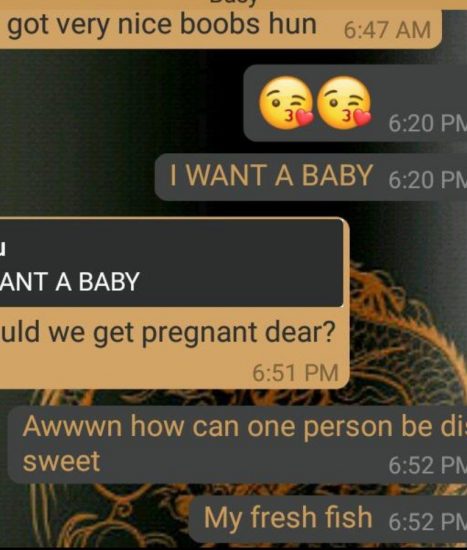 got very nice boobs hun 6:47 AM
😘😘 6:20 PM
I WANT A BABY 6:20 PM
ANT A BABY
uld we get pregnant dear?
6:51 PM
Awwwn how can one person be dis
sweet 6:52 PM
My fresh fish 6:52 PM